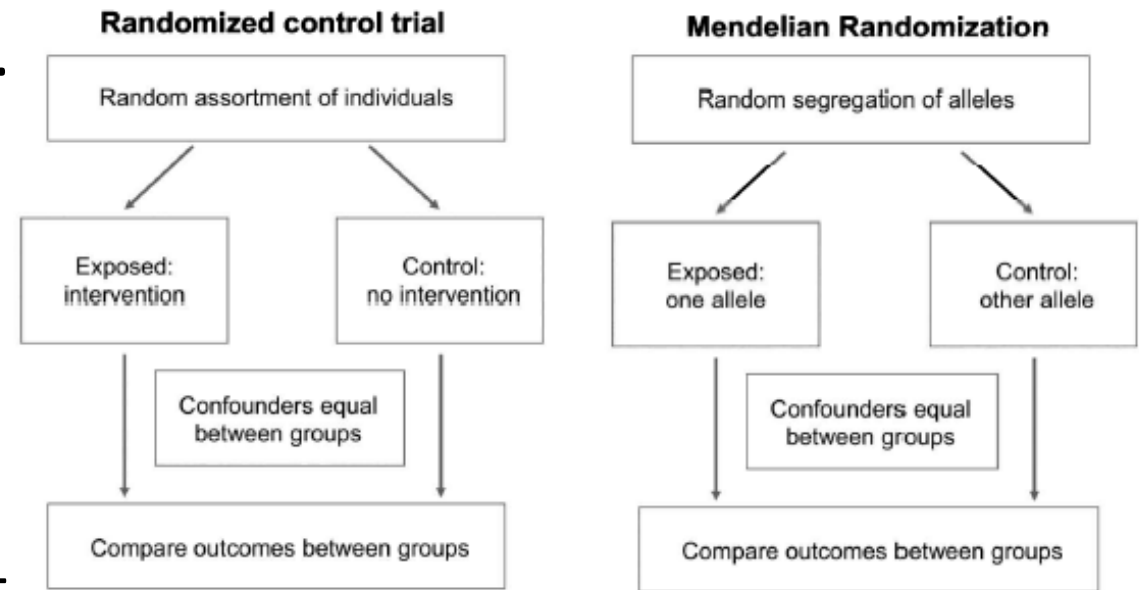 Randomized control trial
Random assortment of individuals
Exposed:
intervention
Control:
no intervention
Confounders equal
between groups
Compare outcomes between groups
Mendelian Randomization
Random segregation of alleles
Exposed:
one allele
Control:
other allele
Confounders equal
between groups
Compare outcomes between groups